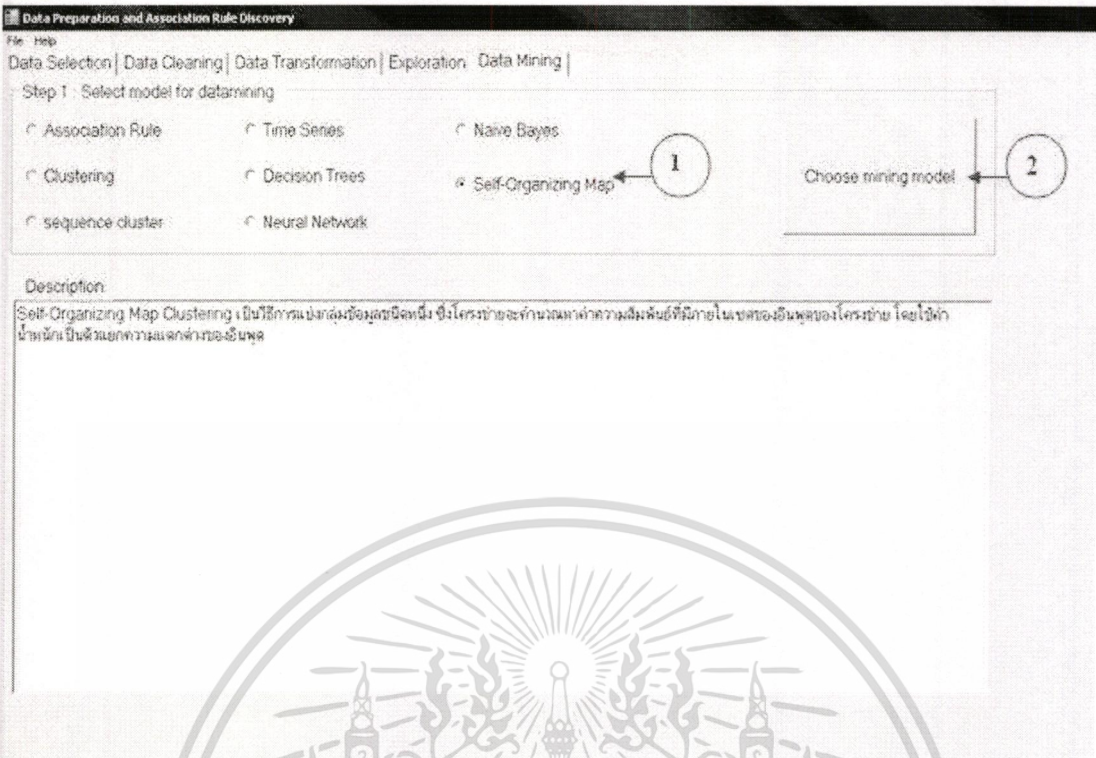 Data Preparation and Association Rule Discovery
File Help
Data Selection Data Cleaning Data Transformation Exploration Data Mining
Step 1 : Select model for datamining
Association Rule Time Series Naive Bayes
Clustering Decision Trees Self-Organizing Map 1 Choose mining model 2
sequence cluster Neural Network
Description
Self-Organizing Map Clustering เป็นวิธีการแบ่งกลุ่มข้อมูลชนิดหนึ่ง ซึ่งโครงข่ายจะคำนวณหาค่าความสัมพันธ์ที่มีภายในเซตของอินพุตของโครงข่าย โดยใช้ค่า
น้ำหนักเป็นตัวแยกความแตกต่างของอินพุต